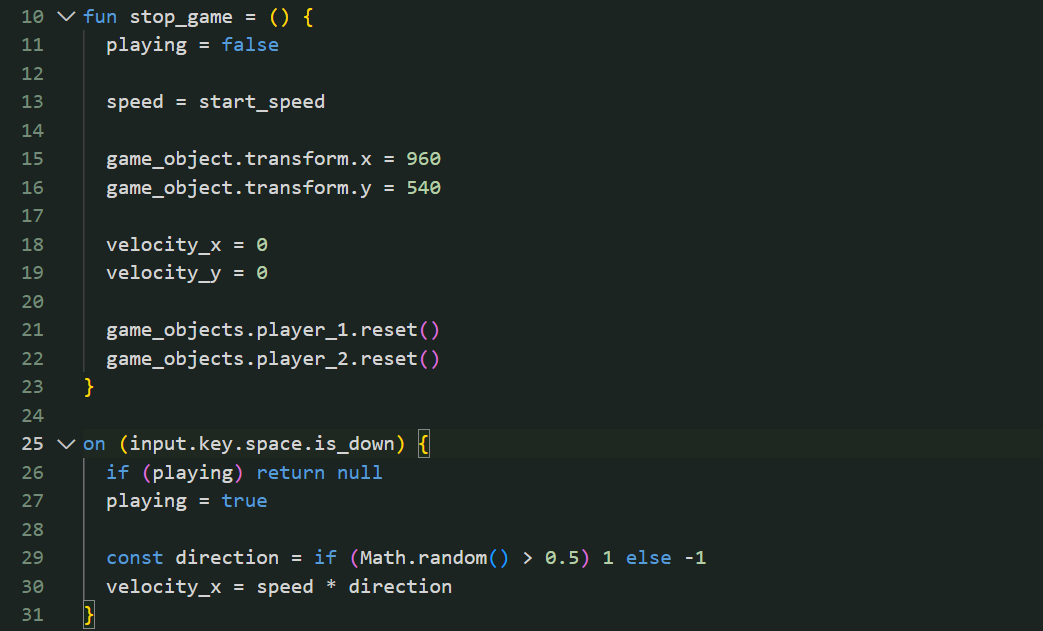 10 fun stop_game = () {
11   playing = false
12
13   speed = start_speed
14
15   game_object.transform.x = 960
16   game_object.transform.y = 540
17
18   velocity_x = 0
19   velocity_y = 0
20
21   game_objects.player_1.reset()
22   game_objects.player_2.reset()
23 }
24
25 on (input.key.space.is_down) {
26   if (playing) return null
27   playing = true
28
29   const direction = if (Math.random() > 0.5) 1 else -1
30   velocity_x = speed * direction
31 }